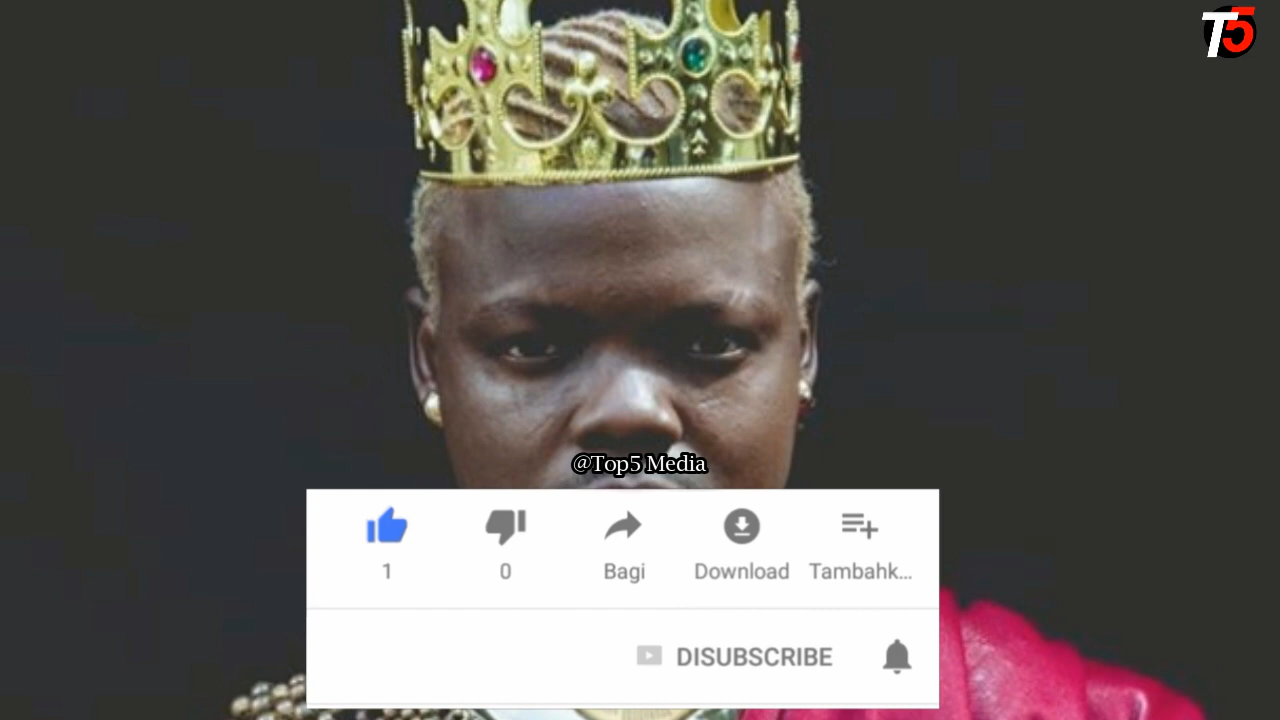 T5
@Top5 Media
1
0
Bagi
Download
Tambahk...
DISUBSCRIBE